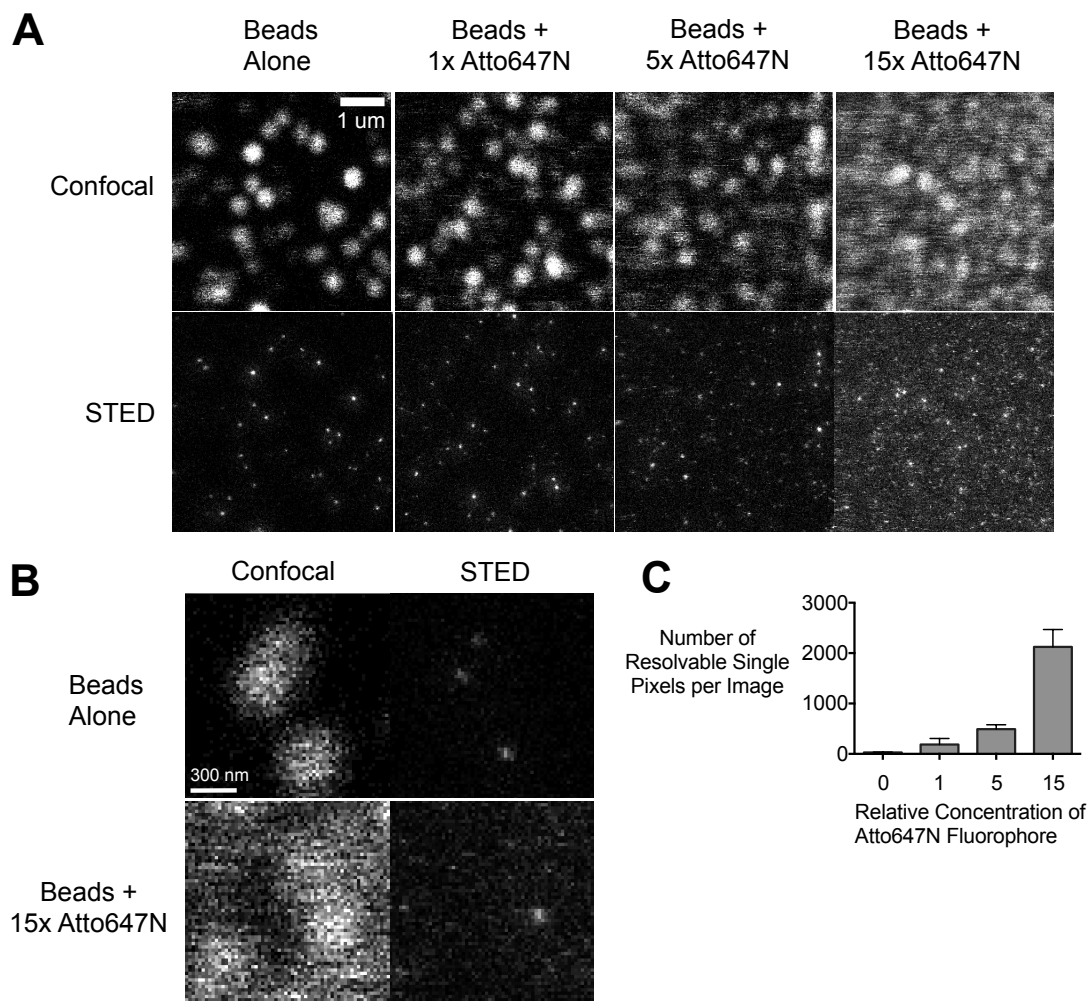 A
Beads
Alone
Beads +
1x Atto647N
Beads +
5x Atto647N
Beads +
15x Atto647N
1 um
Confocal
STED
B
Confocal
STED
Beads
Alone
300 nm
Beads +
15x Atto647N
C
Number of
Resolvable Single
Pixels per Image
3000
2000
1000
0
0 1 5 15
Relative Concentration of
Atto647N Fluorophore